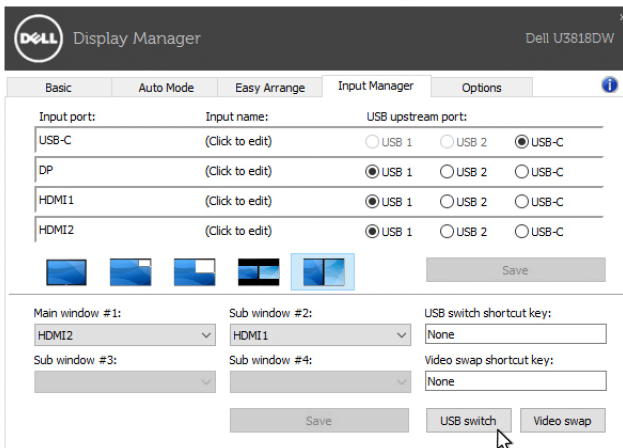 DELL Display Manager Dell U3818DW
Basic Auto Mode Easy Arrange Input Manager Options
Input port: Input name: USB upstream port:
USB-C (Click to edit) USB 1 USB 2 USB-C
DP (Click to edit) USB 1 USB 2 USB-C
HDMI1 (Click to edit) USB 1 USB 2 USB-C
HDMI2 (Click to edit) USB 1 USB 2 USB-C
Save
Main window #1: Sub window #2: USB switch shortcut key:
HDMI2 HDMI1 None
Sub window #3: Sub window #4: Video swap shortcut key:
None
Save USB switch Video swap